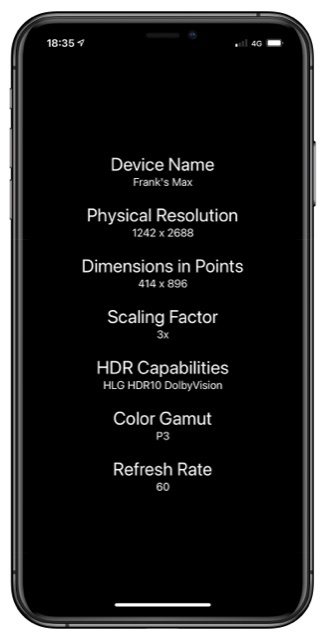 18:35 4G
Device Name
Frank's Max
Physical Resolution
1242 x 2688
Dimensions in Points
414 x 896
Scaling Factor
3x
HDR Capabilities
HLG HDR10 DolbyVision
Color Gamut
P3
Refresh Rate
60